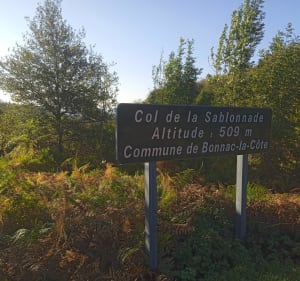 Col de la Sablonnade
Altitude : 509 m
Commune de Bonnac-la-Côte